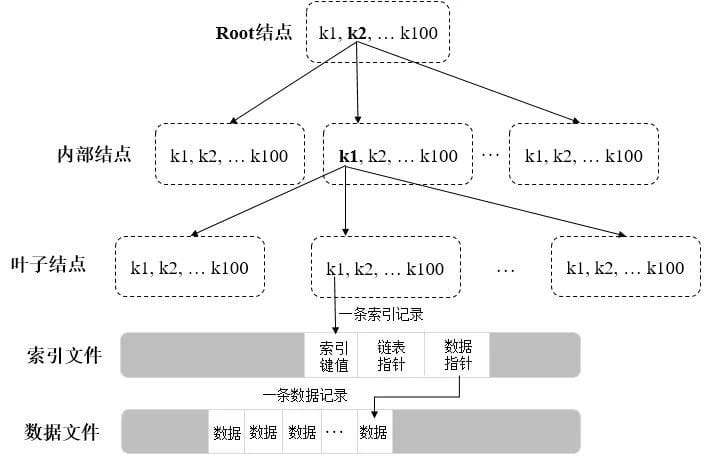 Root结点
k1, k2, … k100
内部结点
k1, k2, … k100
k1, k2, … k100
…
k1, k2, … k100
叶子结点
k1, k2, … k100
k1, k2, … k100
…
k1, k2, … k100
一条索引记录
索引文件
索引
键值
链表
指针
数据
指针
一条数据记录
数据文件
数据
数据
数据
…
数据